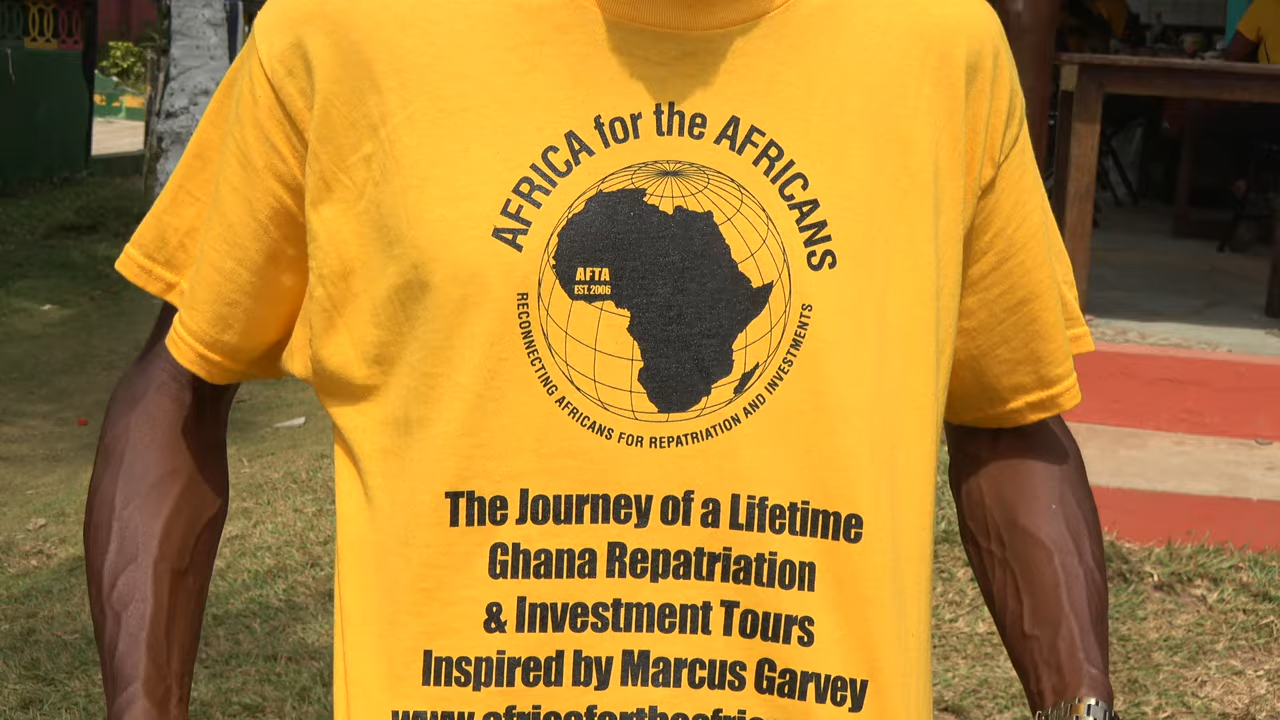 AFRICA for the AFRICANS
AFTA
EST. 2006
RECONNECTING AFRICANS FOR REPATRIATION AND INVESTMENTS
The Journey of a Lifetime
Ghana Repatriation
& Investment Tours
Inspired by Marcus Garvey